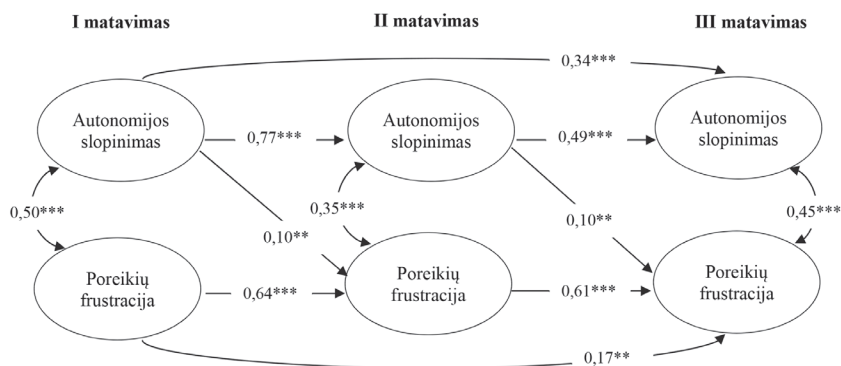 I matavimas
II matavimas
III matavimas
0,34***
Autonomijos
slopinimas
0,77***
Autonomijos
slopinimas
0,49***
Autonomijos
slopinimas
0,50***
0,35***
0,45***
0,10**
0,10**
Poreikių
frustracija
0,64***
Poreikių
frustracija
0,61***
Poreikių
frustracija
0,17**